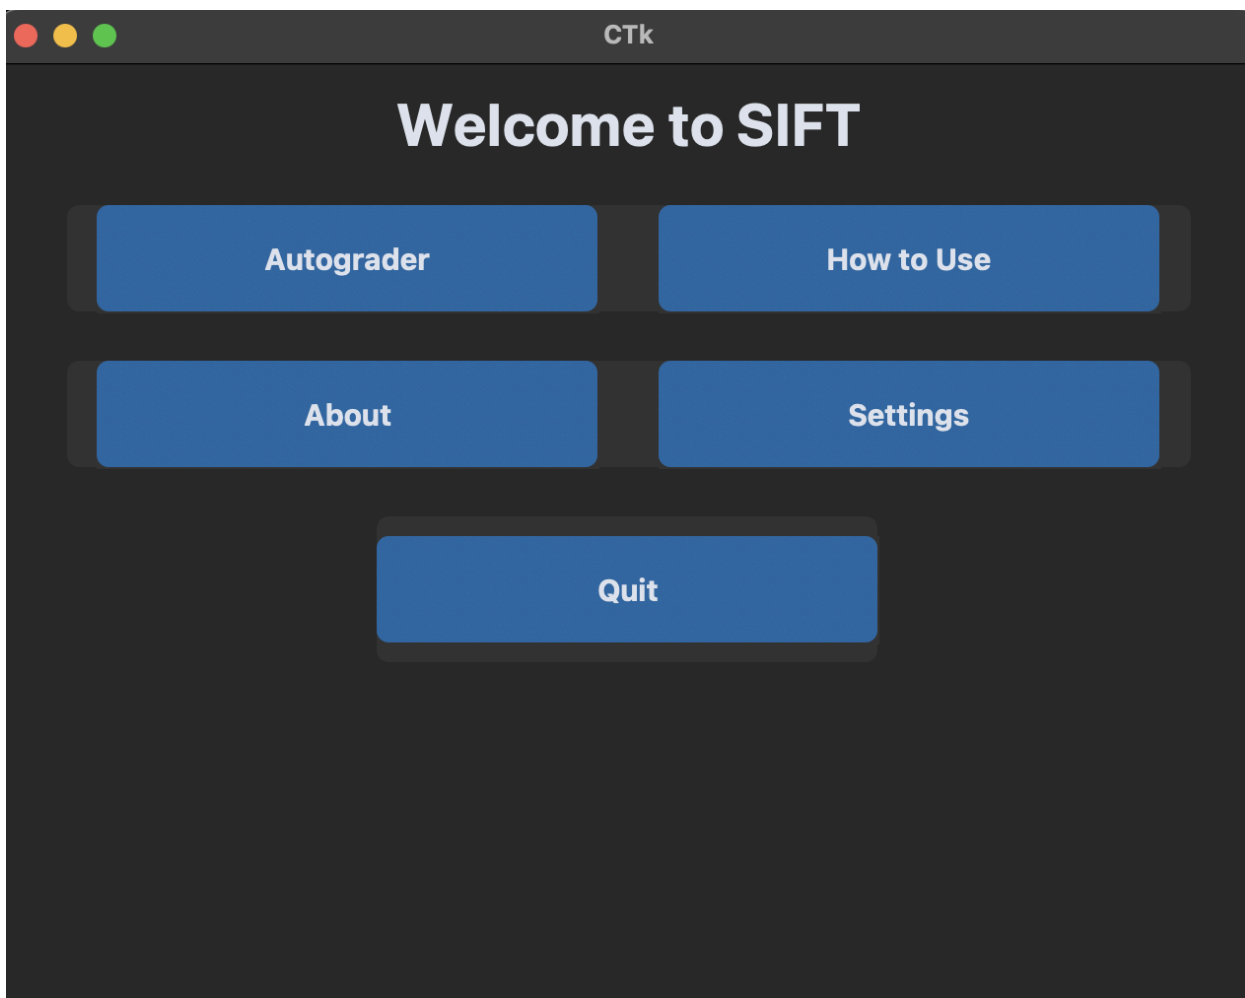 CTk
Welcome to SIFT
Autograder
How to Use
About
Settings
Quit